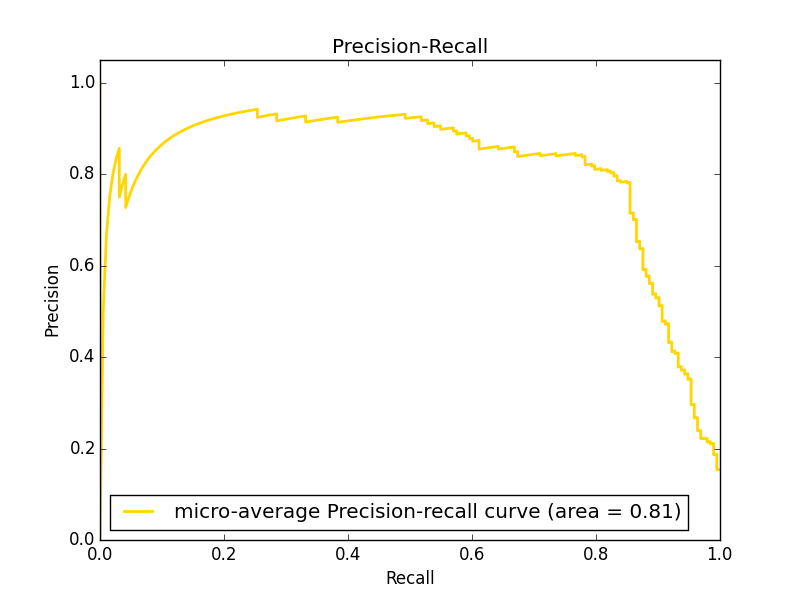 Precision-Recall
1.0
0.8
0.6
0.4
0.2
0.0
Precision
micro-average Precision-recall curve (area = 0.81)
0.0 0.2 0.4 0.6 0.8 1.0
Recall